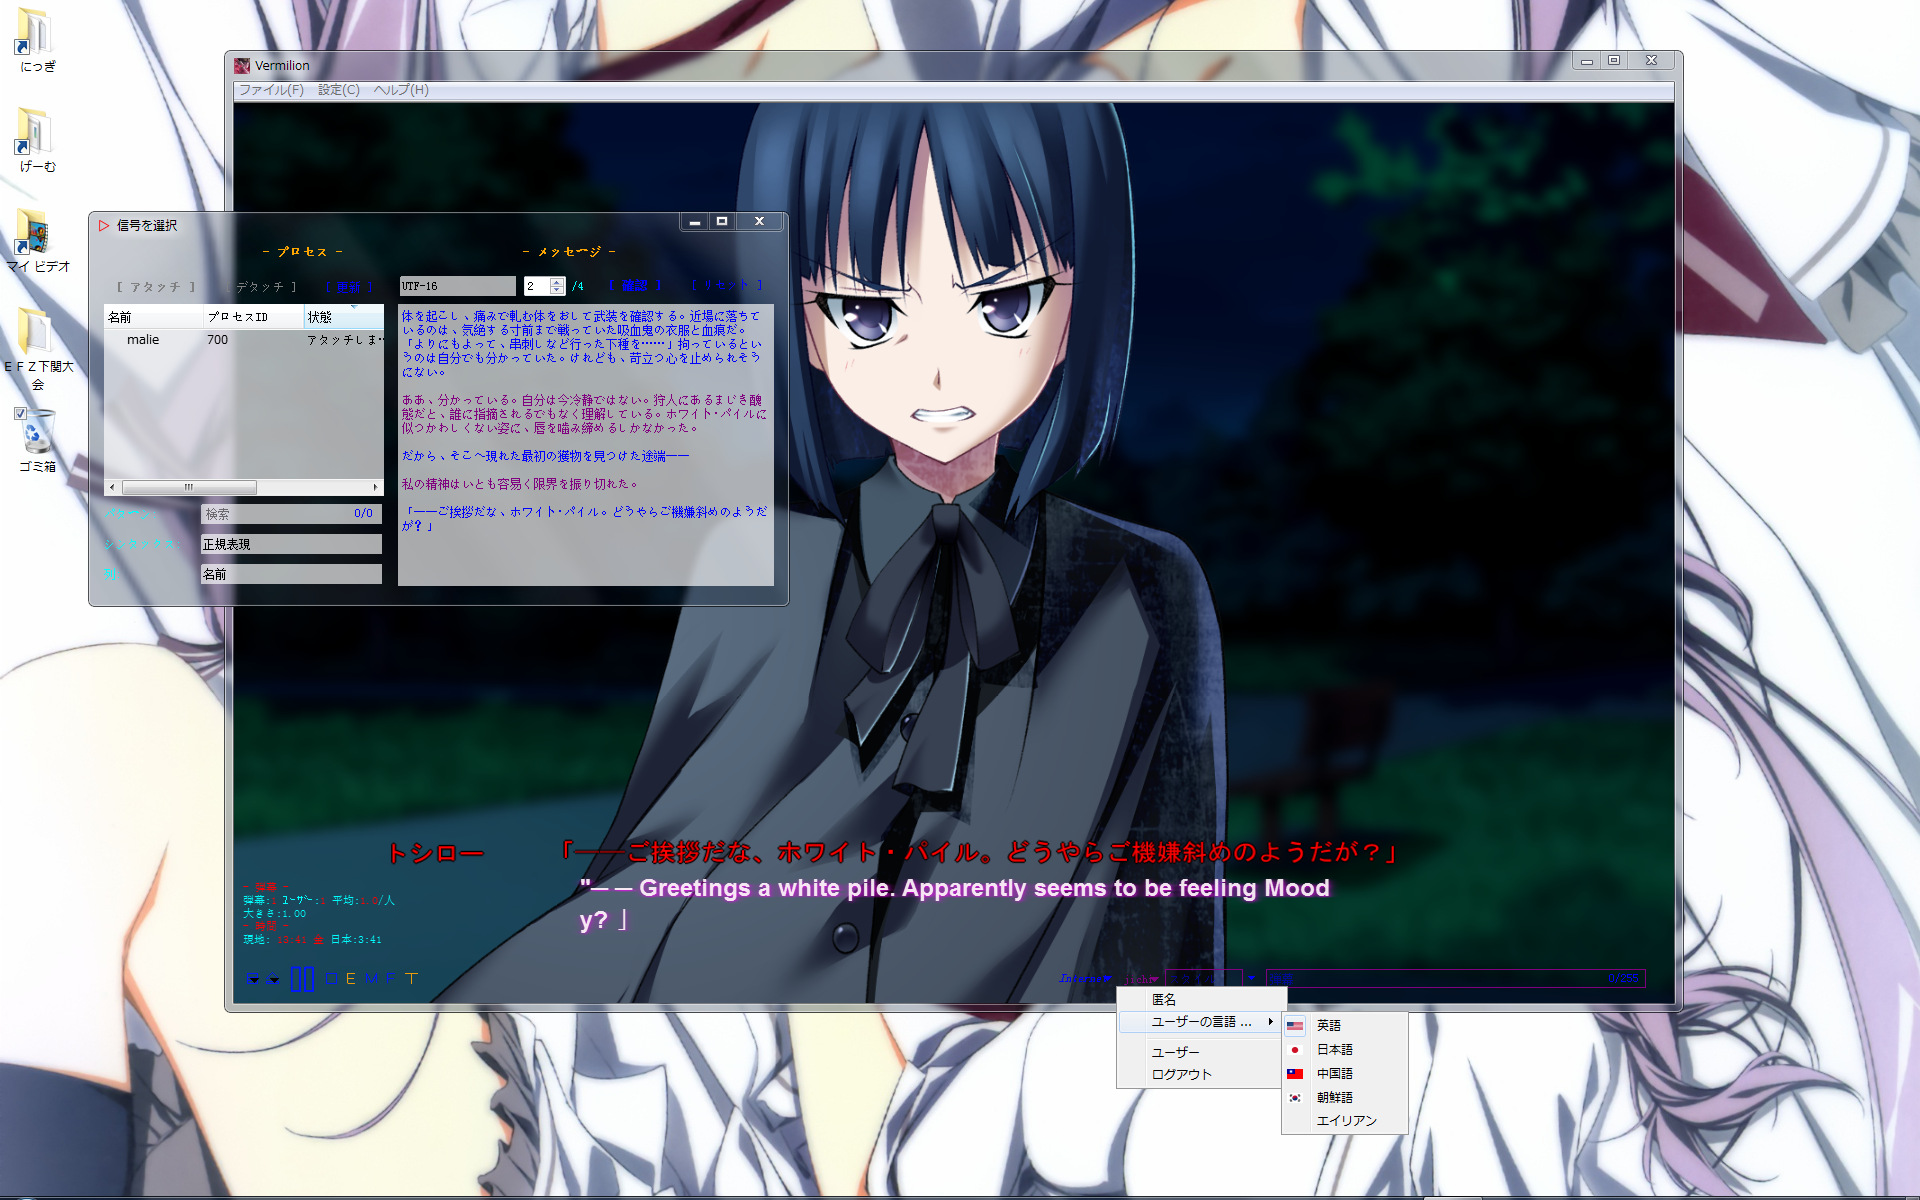 にっぎ
げーむ
マイ ビデオ
ＥＦＺ下関大
会
ゴミ箱
Vermilion
ファイル(F) 設定(C) ヘルプ(H)
信号を選択
- プロセス -
- メッセージ -
[ アタッチ ]
デタッチ ]
[ 更新 ]
UTF-16
2
/4
[ 確認 ]
[ リセット ]
名前
プロセスID
状態
malie
700
アタッチしま…
体を起こし、痛みで軋む体をおして武装を確認する。近場に落ちて
いるのは、気絶する寸前まで戦っていた吸血鬼の衣服と血痕だ。
「よりにもよって、串刺しなど行った下種を……」拘っているとい
うのは自分でも分かっていた。けれども、苛立つ心を止められそう
にない。
ああ、分かっている。自分は今冷静ではない。狩人にあるまじき醜
態だと、誰に指摘されるでもなく理解している。ホワイト・パイルに
似つかわしくない姿に、唇を噛み締めるしかなかった。
だから、そこへ現れた最初の獲物を見つけた途端――
私の精神はいとも容易く限界を振り切れた。
「――ご挨拶だな、ホワイト・パイル。どうやらご機嫌斜めのようだ
が？」
検索
0/0
正規表現
名前
トシロー
「――ご挨拶だな、ホワイト・パイル。どうやらご機嫌斜めのようだが？」
"— — Greetings a white pile. Apparently seems to be feeling Mood
y? 」
弾幕: ユーザー: 平均: /人
大きさ:1.00
- 時間 -
現地: 日本:3:41
E M F T
匿名
ユーザーの言語 ...
ユーザー
ログアウト
英語
日本語
中国語
朝鮮語
エイリアン